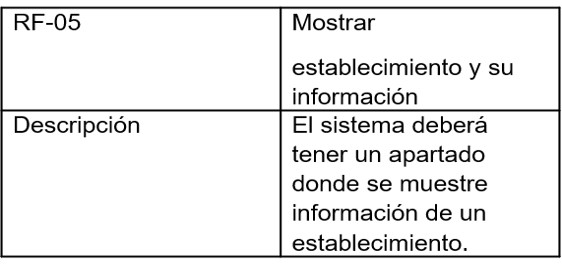 RF-05
Mostrar
establecimiento y su
información
Descripción
El sistema deberá
tener un apartado
donde se muestre
información de un
establecimiento.